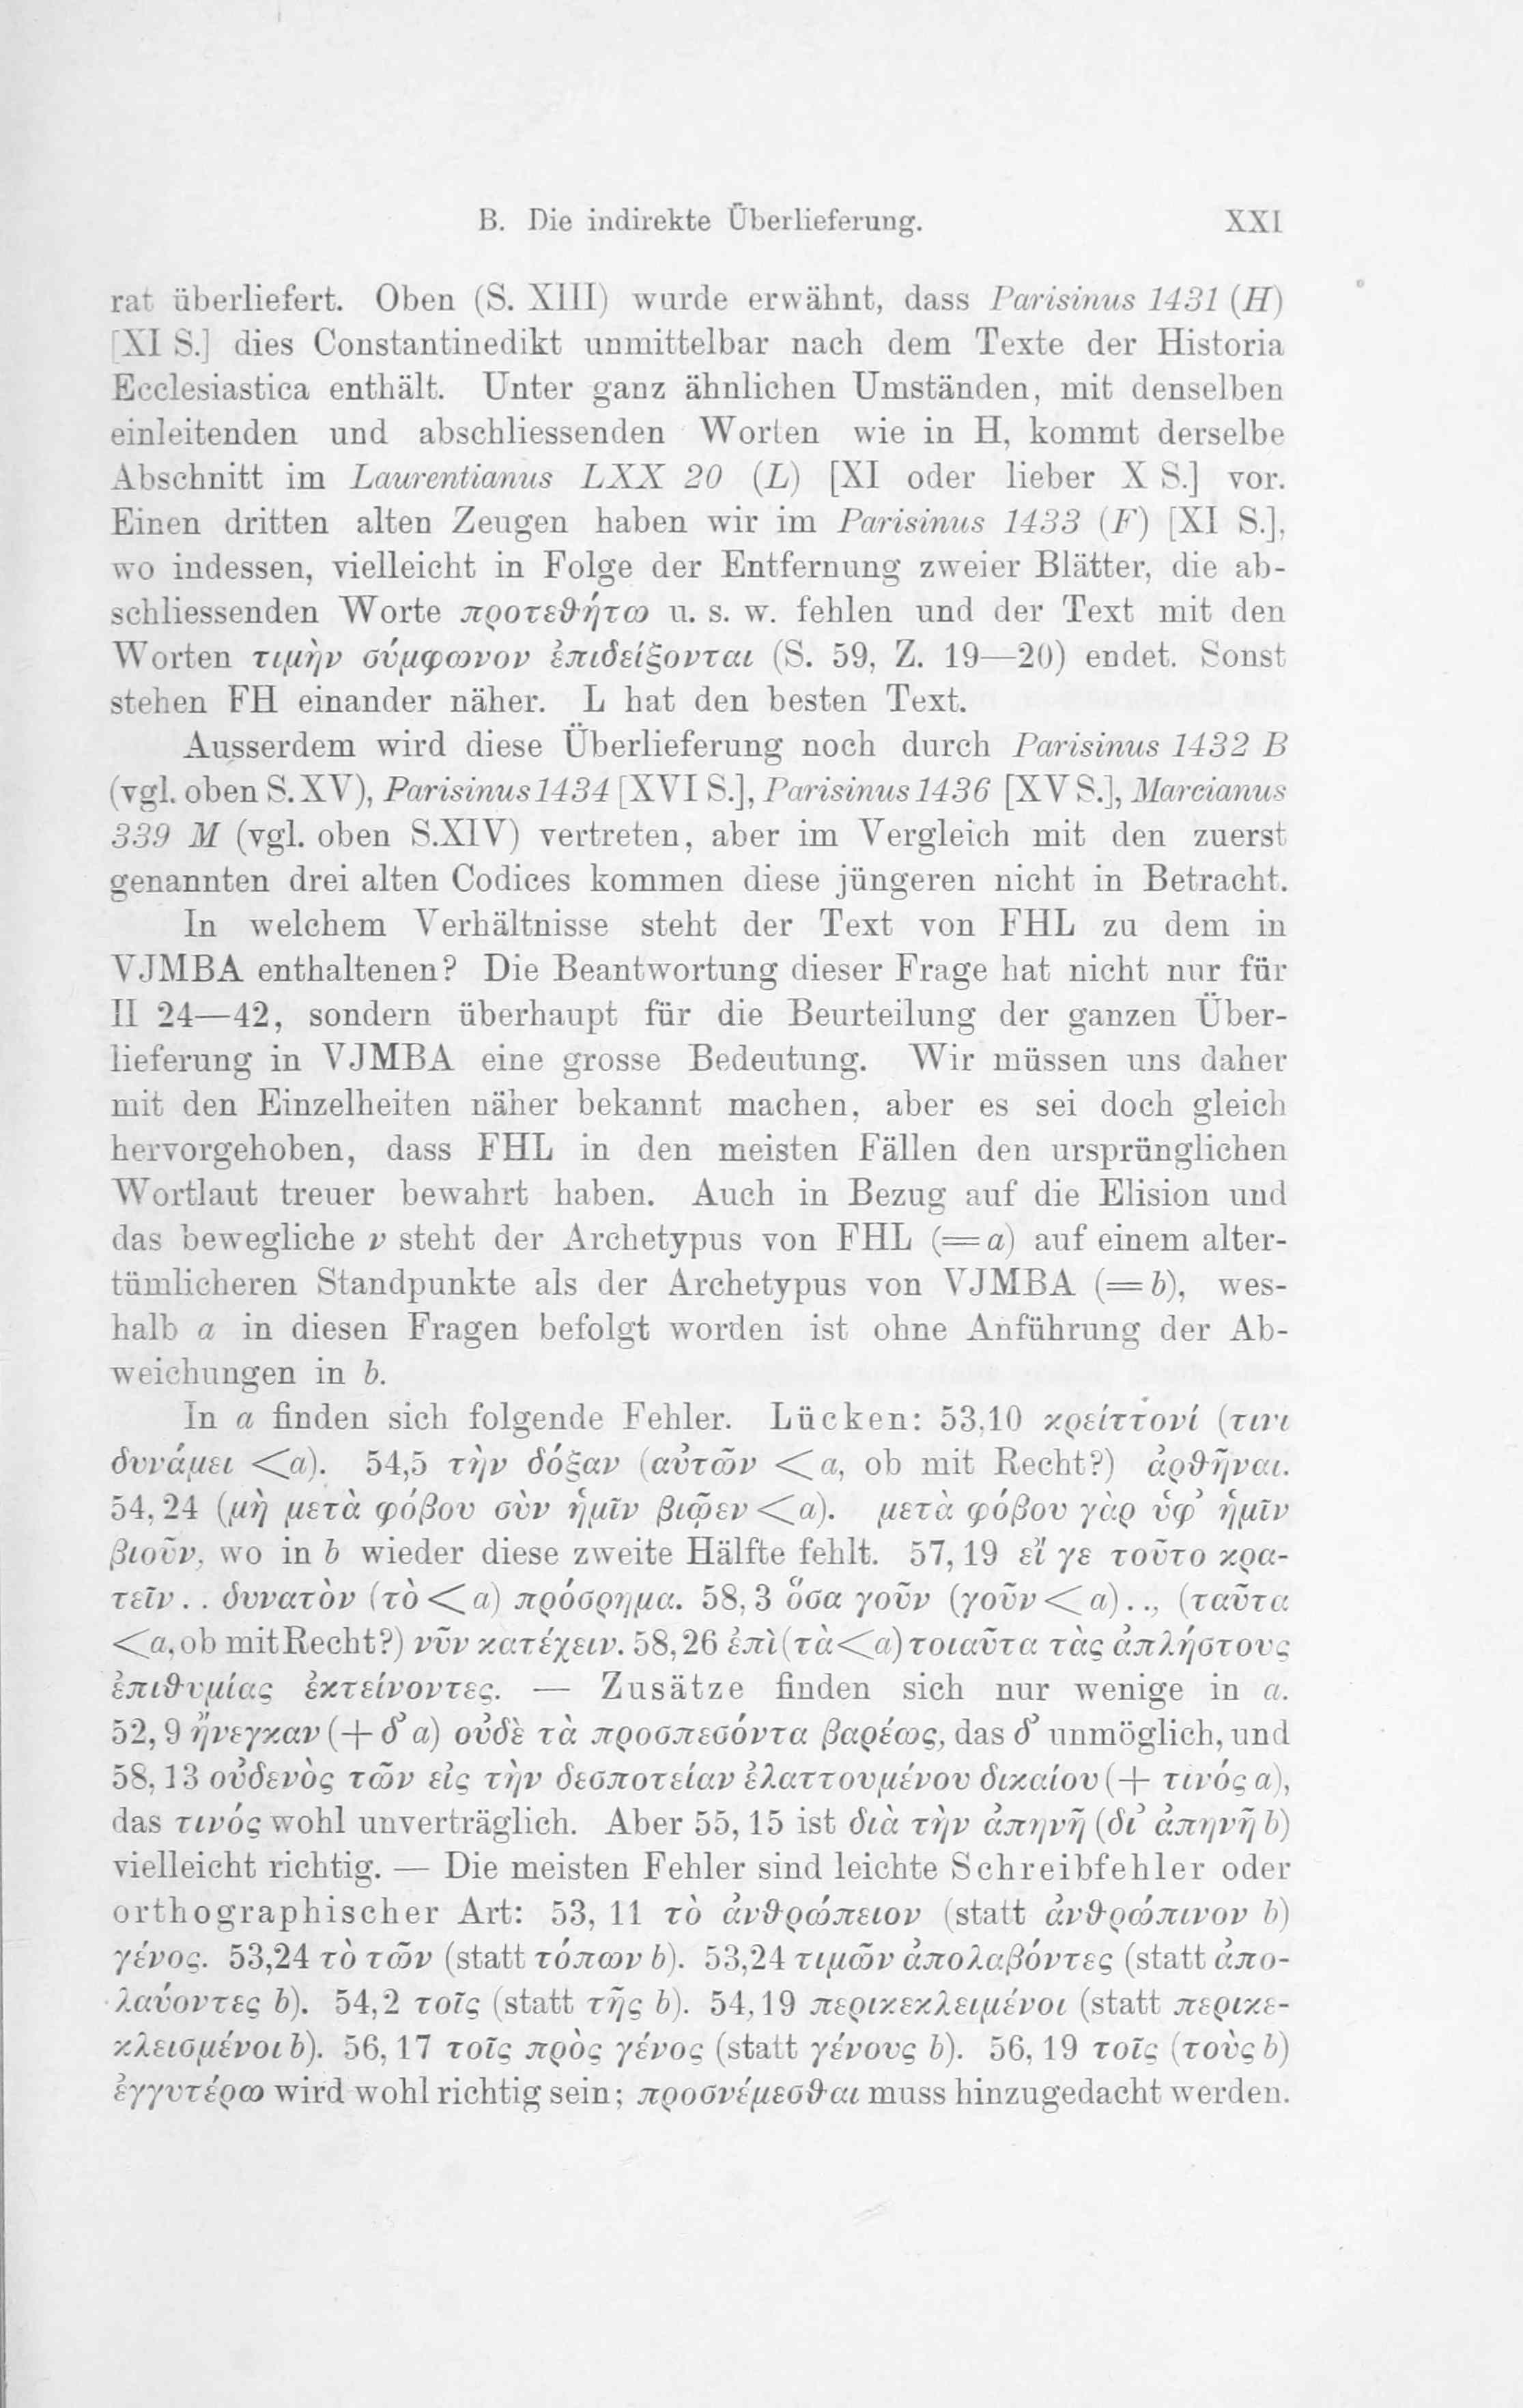 B. Die indirekte Überlieferung. XXI
rat überliefert. Oben (S. XIII) wurde erwähnt, dass Parisinus 1431 (H)
[XI S.] dies Constantinedikt unmittelbar nach dem Texte der Historia
Ecclesiastica enthält. Unter ganz ähnlichen Umständen, mit denselben
einleitenden und abschliessenden Worten wie in H, kommt derselbe
Abschnitt im Laurentianus LXX 20 (L) [XI oder lieber X S.] vor.
Einen dritten alten Zeugen haben wir im Parisinus 1433 (F) [XI S.],
wo indessen, vielleicht in Folge der Entfernung zweier Blätter, die ab-
schliessenden Worte προτεθήτω u. s. w. fehlen und der Text mit den
Worten τιμὴν σύμφωνον ἐπιδείξονται (S. 59, Z. 19—20) endet. Sonst
stehen FH einander näher. L hat den besten Text.
Ausserdem wird diese Überlieferung noch durch Parisinus 1432 B
(vgl. oben S. XV), Parisinus 1434 [XVI S.], Parisinus 1436 [XV S.], Marcianus
339 M (vgl. oben S.XIV) vertreten, aber im Vergleich mit den zuerst
genannten drei alten Codices kommen diese jüngeren nicht in Betracht.
In welchem Verhältnisse steht der Text von FHL zu dem in
VJMBA enthaltenen? Die Beantwortung dieser Frage hat nicht nur für
II 24—42, sondern überhaupt für die Beurteilung der ganzen Über-
lieferung in VJMBA eine grosse Bedeutung. Wir müssen uns daher
mit den Einzelheiten näher bekannt machen, aber es sei doch gleich
hervorgehoben, dass FHL in den meisten Fällen den ursprünglichen
Wortlaut treuer bewahrt haben. Auch in Bezug auf die Elision und
das bewegliche ν steht der Archetypus von FHL (= a) auf einem alter-
tümlicheren Standpunkte als der Archetypus von VJMBA (= b), wes-
halb a in diesen Fragen befolgt worden ist ohne Anführung der Ab-
weichungen in b.
In a finden sich folgende Fehler. Lücken: 53,10 κρείττονί (τινι
δυνάμει < a). 54,5 τὴν δόξαν (αὐτῶν < a, ob mit Recht?) ἀρθῆναι.
54,24 (μὴ μετὰ φόβου σὺν ἡμῖν βιῷεν < a). μετὰ φόβου γὰρ ὑφ' ἡμῖν
βιοῦν, wo in b wieder diese zweite Hälfte fehlt. 57,19 εἴ γε τοῦτο κρα-
τεῖν . . δυνατὸν (τὸ < a) πρόσρημα. 58,3 ὅσα γοῦν (γοῦν < a) . ., (ταῦτα
< a, ob mit Recht?) νῦν κατέχειν. 58,26 ἐπὶ (τὰ < a) τοιαῦτα τὰς ἀπλήστους
ἐπιθυμίας ἐκτείνοντες. — Zusätze finden sich nur wenige in a.
52,9 ἤνεγκαν (+ δ' a) οὐδὲ τὰ προσπεσόντα βαρέως, das δ' unmöglich, und
58,13 οὐδενὸς τῶν εἰς τὴν δεσποτείαν ἐλαττουμένου δικαίου (+ τινός a),
das τινός wohl unverträglich. Aber 55,15 ist διὰ τὴν ἀπηνῆ (δι' ἀπηνῆ b)
vielleicht richtig. — Die meisten Fehler sind leichte Schreibfehler oder
orthographischer Art: 53, 11 τὸ ἀνθρώπειον (statt ἀνθρώπινον b)
γένος. 53,24 τὸ τῶν (statt τόπων b). 53,24 τιμῶν ἀπολαβόντες (statt ἀπο-
λαύοντες b). 54,2 τοῖς (statt τῆς b). 54,19 περικεκλειμένοι (statt περικε-
κλεισμένοι b). 56,17 τοῖς πρὸς γένος (statt γένους b). 56,19 τοῖς (τοὺς b)
ἐγγυτέρω wird wohl richtig sein; προσνέμεσθαι muss hinzugedacht werden.